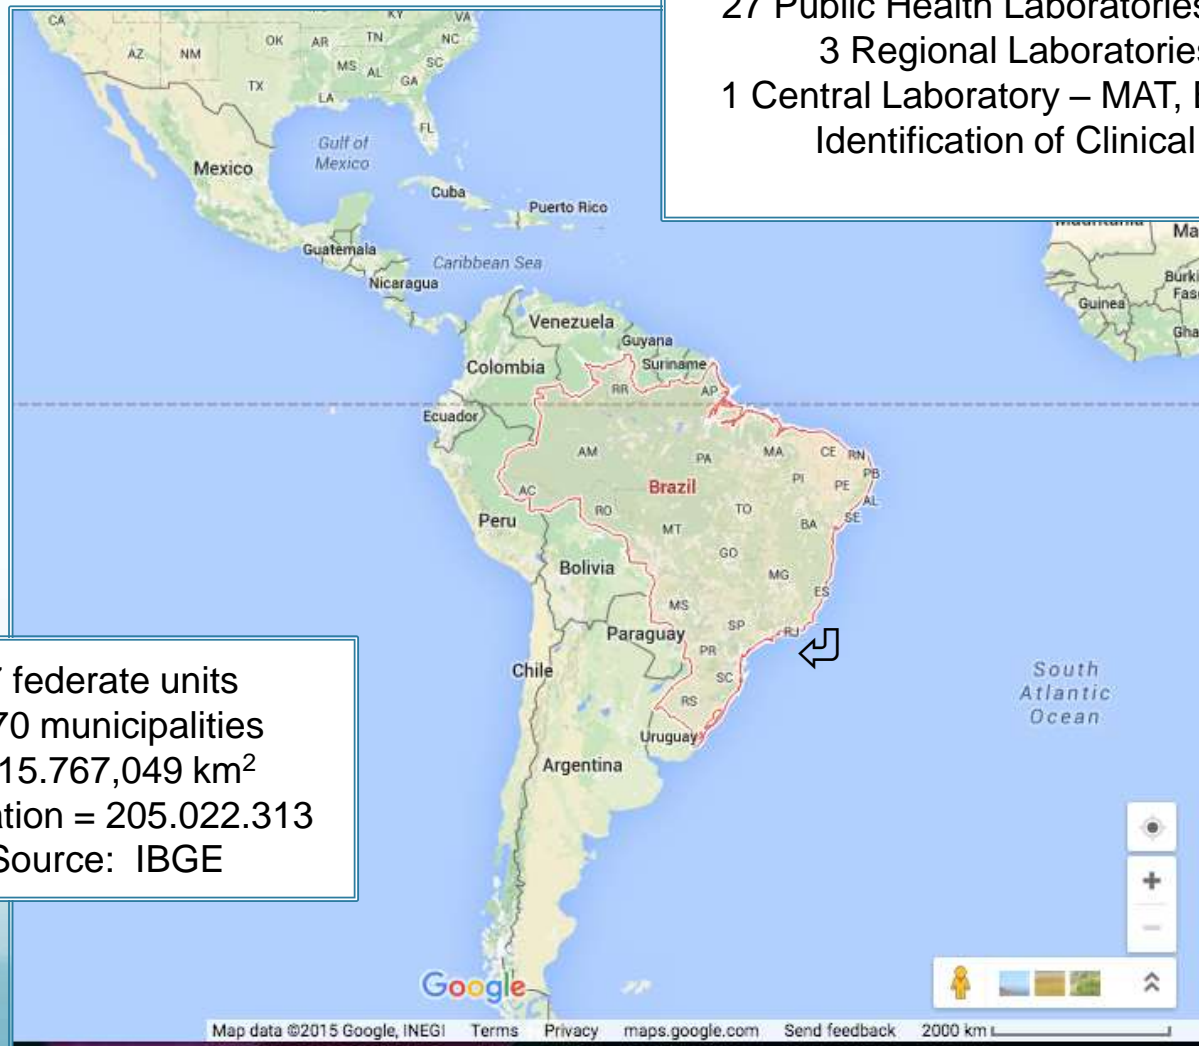 27 Public Health Laboratories
3 Regional Laboratories
1 Central Laboratory – MAT,
Identification of Clinical
CA
AZ
NM
OK
AR
TN
KY
VA
NC
SC
MS
AL
GA
TX
LA
FL
Gulf of
Mexico
Mexico
Cuba
Puerto Rico
Guatemala
Caribbean Sea
Nicaragua
Mauritania
Guinea
Venezuela
Guyana
Suriname
Colombia
RR
AP
Ecuador
AM
PA
MA
CE
RN
PB
PI
PE
AL
SE
Brazil
AC
RO
TO
BA
Peru
MT
GO
Bolivia
MG
ES
MS
SP
RJ
Paraguay
PR
SC
Chile
RS
Uruguay
Argentina
South
Atlantic
Ocean
7 federate units
70 municipalities
15.767,049 km²
= 205.022.313
Source: IBGE
Google
Map data ©2015 Google, INEGI Terms Privacy maps.google.com Send feedback 2000 km